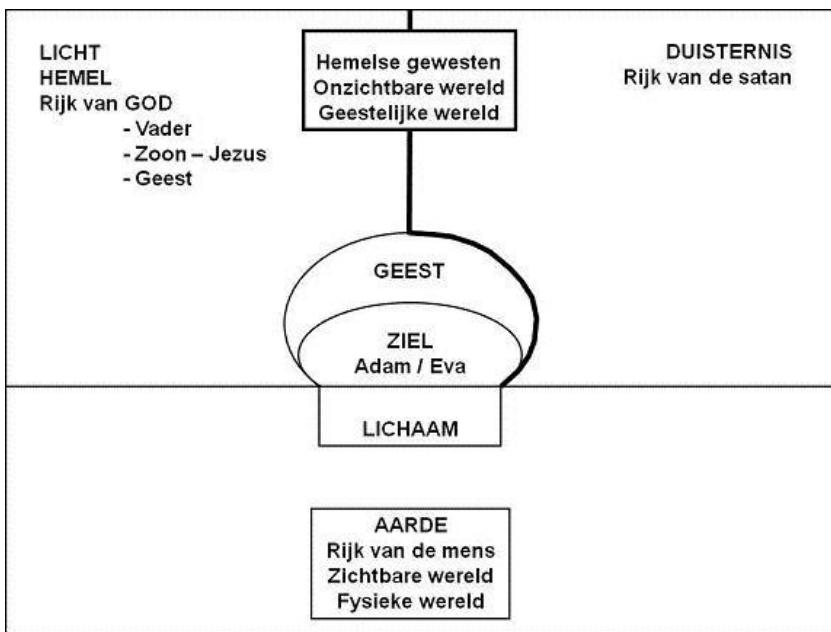 LICHT
HEMEL
Rijk van GOD
- Vader
- Zoon – Jezus
- Geest
Hemelse gewesten
Onzichtbare wereld
Geestelijke wereld
DUISTERNIS
Rijk van de satan
GEEST
ZIEL
Adam / Eva
LICHAAM
AARDE
Rijk van de mens
Zichtbare wereld
Fysieke wereld